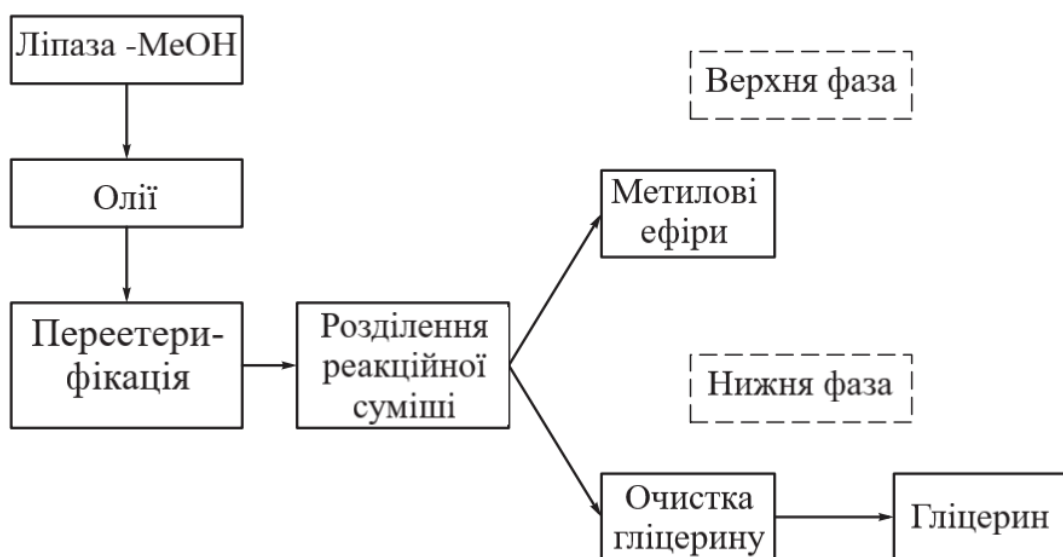 Ліпаза -МеОН
Верхня фаза
Олії
Метилові
ефіри
Переетери-
фікація
Розділення
реакційної
суміші
Нижня фаза
Очистка
гліцерину
Гліцерин